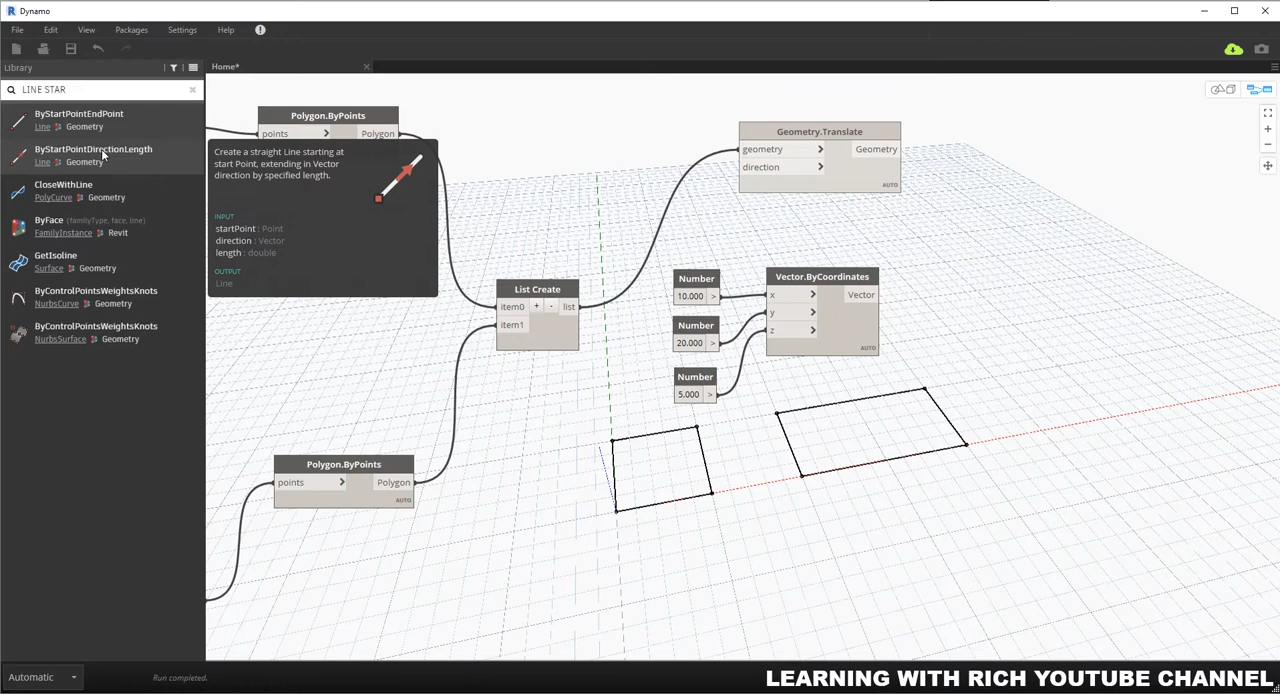 Dynamo
File Edit View Packages Settings Help
Library
Home*
LINE STAR
ByStartPointEndPoint
Line Geometry
ByStartPointDirectionLength
Line Geometry
CloseWithLine
PolyCurve Geometry
ByFace (familyType, face, line)
FamilyInstance Revit
GetIsoline
Surface Geometry
ByControlPointsWeightsKnots
NurbsCurve Geometry
ByControlPointsWeightsKnots
NurbsSurface Geometry
Create a straight Line starting at
start Point, extending in Vector
direction by specified length.
INPUT
startPoint : Point
direction : Vector
length : double
OUTPUT
Line
Polygon.ByPoints
points > Polygon
Geometry.Translate
geometry > Geometry
direction >
AUTO
List Create
item0 + - list
item1
Number
10.000 >
Number
20.000 >
Number
5.000 >
Vector.ByCoordinates
x > Vector
y >
z >
AUTO
Polygon.ByPoints
points > Polygon
AUTO
Automatic
Run completed.
LEARNING WITH RICH YOUTUBE CHANNEL